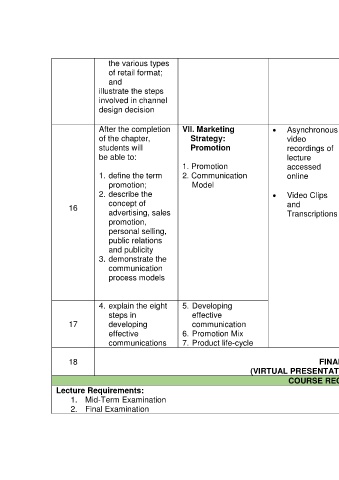 the various types
of retail format;
and
illustrate the steps
involved in channel
design decision
16
After the completion
of the chapter,
students will
be able to:
1. define the term
promotion;
2. describe the
concept of
advertising, sales
promotion,
personal selling,
public relations
and publicity
3. demonstrate the
communication
process models
VII. Marketing
Strategy:
Promotion
1. Promotion
2. Communication
Model
• Asynchronous
video
recordings of
lecture
accessed
online
• Video Clips
and
Transcriptions
17
4. explain the eight
steps in
developing
effective
communications
5. Developing
effective
communication
6. Promotion Mix
7. Product life-cycle
18
FINA
(VIRTUAL PRESENTAT
COURSE REQ
Lecture Requirements:
1. Mid-Term Examination
2. Final Examination